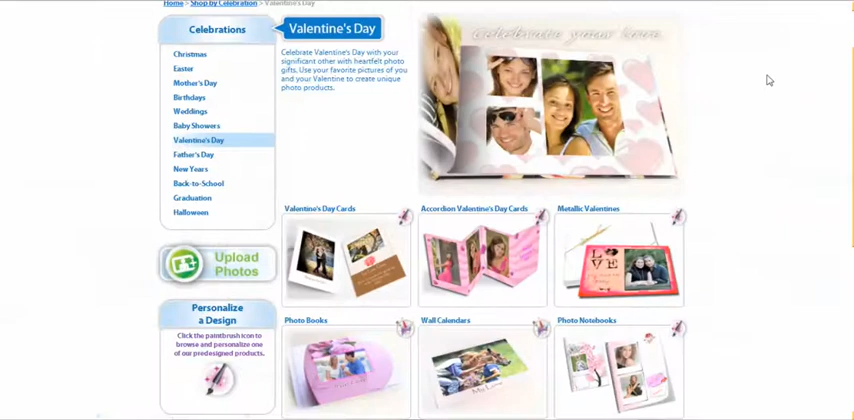 Home > Shop by Celebration > Valentine's Day
Celebrations
Christmas
Easter
Mother's Day
Birthdays
Weddings
Baby Showers
Valentine's Day
Father's Day
New Years
Back-to-School
Graduation
Halloween
Upload
Photos
Personalize
a Design
Click the paintbrush icon to
browse and personalize one
of our predesigned products.
Valentine's Day
Celebrate Valentine's Day with your
significant other with heartfelt photo
gifts. Use your favorite pictures of you
and your Valentine to create unique
photo products.
celebrate your love
Valentine's Day Cards
Accordion Valentine's Day Cards
Metallic Valentines
LOVE
Photo Books
Wall Calendars
Photo Notebooks
My Love